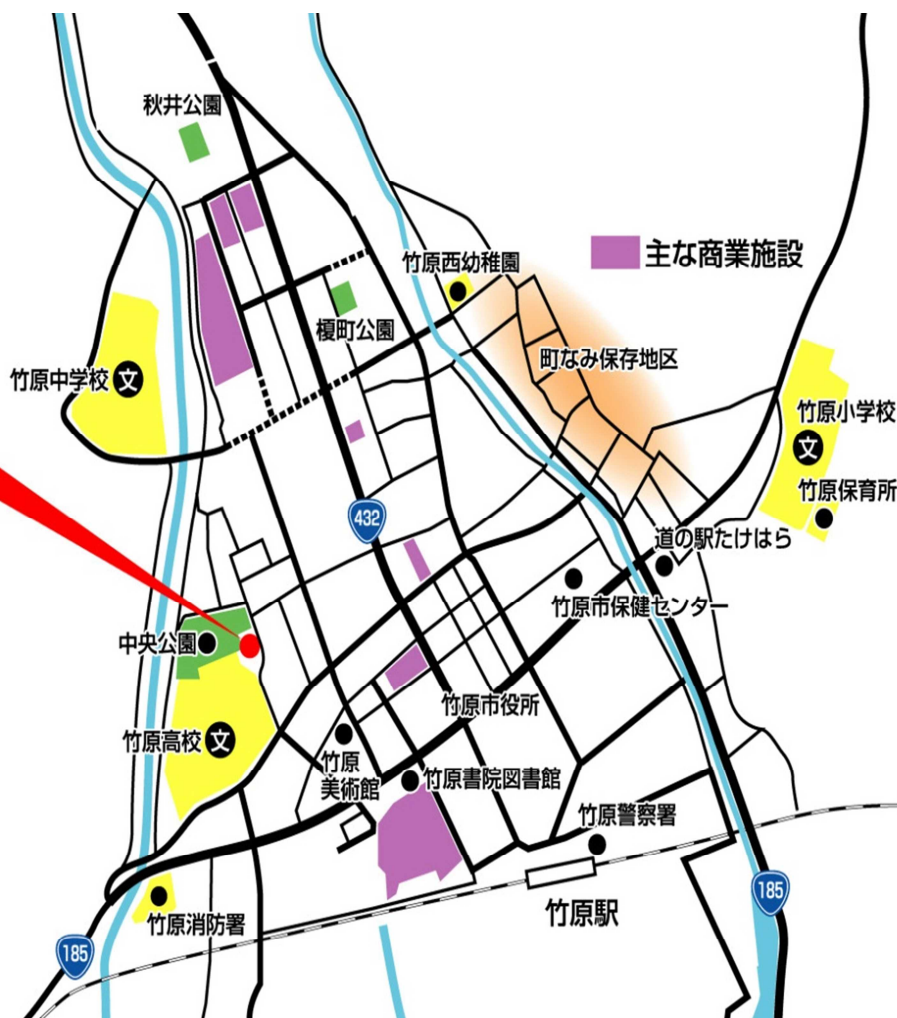 秋井公園
竹原西幼稚園
主な商業施設
榎町公園
町なみ保存地区
竹原中学校
文
竹原小学校
文
竹原保育所
432
道の駅たけはら
竹原市保健センター
中央公園
竹原市役所
竹原高校
文
竹原
美術館
竹原書院図書館
竹原警察署
185
竹原駅
竹原消防署
185